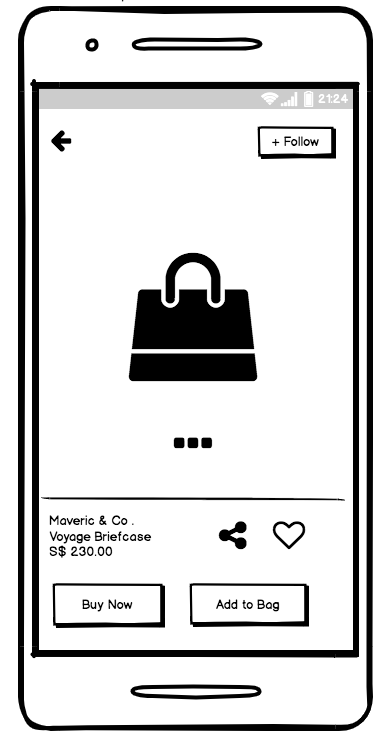 21:24
+ Follow
Maveric & Co .
Voyage Briefcase
S$ 230.00
Buy Now
Add to Bag